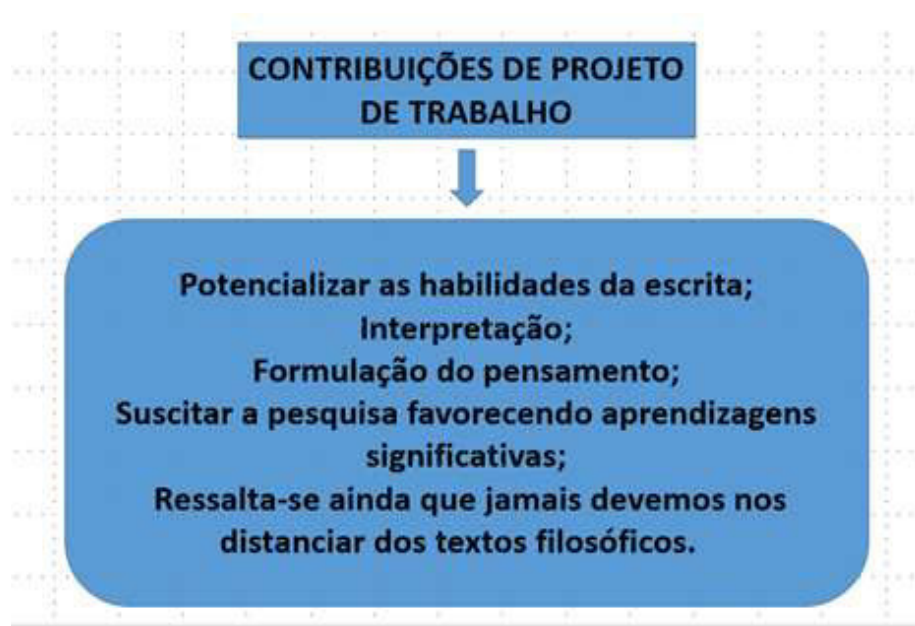 CONTRIBUIÇÕES DE PROJETO
DE TRABALHO
Potencializar as habilidades da escrita;
Interpretação;
Formulação do pensamento;
Suscitar a pesquisa favorecendo aprendizagens
significativas;
Ressalta-se ainda que jamais devemos nos
distanciar dos textos filosóficos.